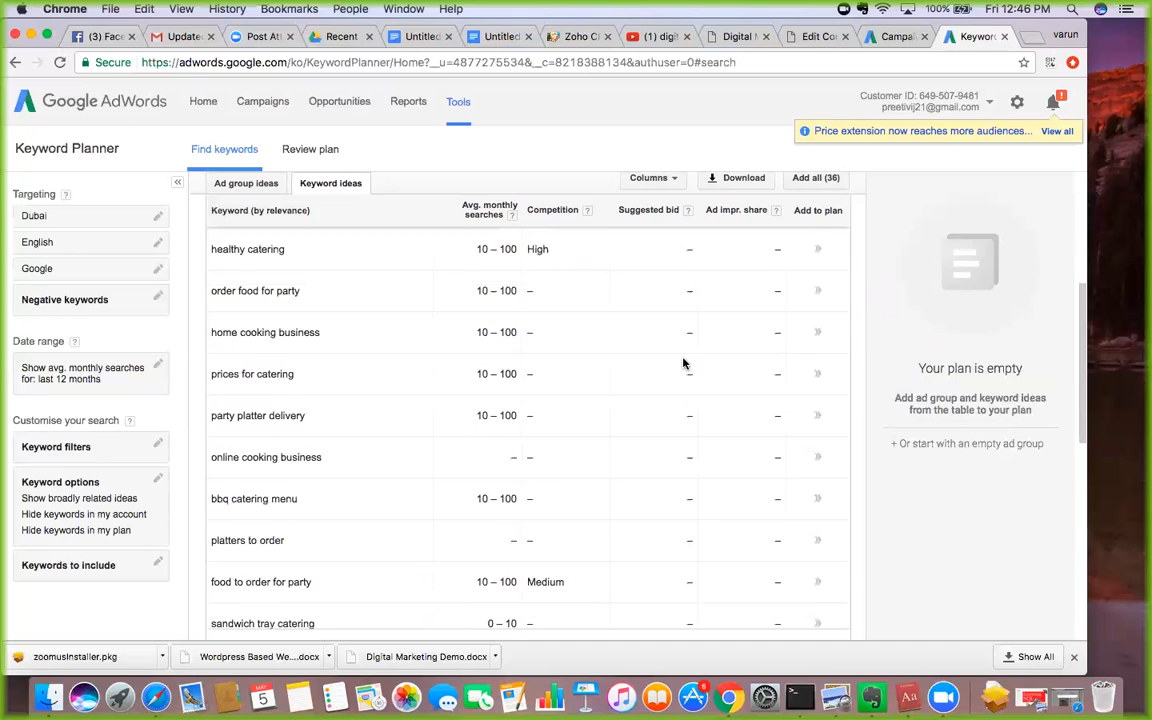 Chrome File Edit View History Bookmarks People Window Help 100% Fri 12:46 PM
(3) Face
Update
Post Att
Recent
Untitled
Untitled
Zoho C
(1) digit
Digital M
Edit Con
Campai
Keywor
varun
Secure https://adwords.google.com/ko/KeywordPlanner/Home?__u=4877275534&__c=8218388134&authuser=0#search
Google AdWords Home Campaigns Opportunities Reports Tools
Customer ID: 649-507-9481
preetivij21@gmail.com
!
Price extension now reaches more audiences... View all
Keyword Planner Find keywords Review plan
Targeting ?
Dubai
English
Google
Negative keywords
Date range ?
Show avg. monthly searches
for: last 12 months
Customise your search ?
Keyword filters
Keyword options
Show broadly related ideas
Hide keywords in my account
Hide keywords in my plan
Keywords to include
Ad group ideas Keyword ideas
Columns Download Add all (36)
Keyword (by relevance) Avg. monthly searches ? Competition ? Suggested bid ? Ad impr. share ? Add to plan
healthy catering 10 – 100 High – – »
order food for party 10 – 100 – – – »
home cooking business 10 – 100 – – – »
prices for catering 10 – 100 – – – »
party platter delivery 10 – 100 – – – »
online cooking business – – – – »
bbq catering menu 10 – 100 – – – »
platters to order – – – – »
food to order for party 10 – 100 Medium – – »
sandwich tray catering 0 – 10 – – – »
Your plan is empty
Add ad group and keyword ideas
from the table to your plan
+ Or start with an empty ad group
zoomusInstaller.pkg
Wordpress Based We....docx
Digital Marketing Demo.docx
Show All
MAY
5